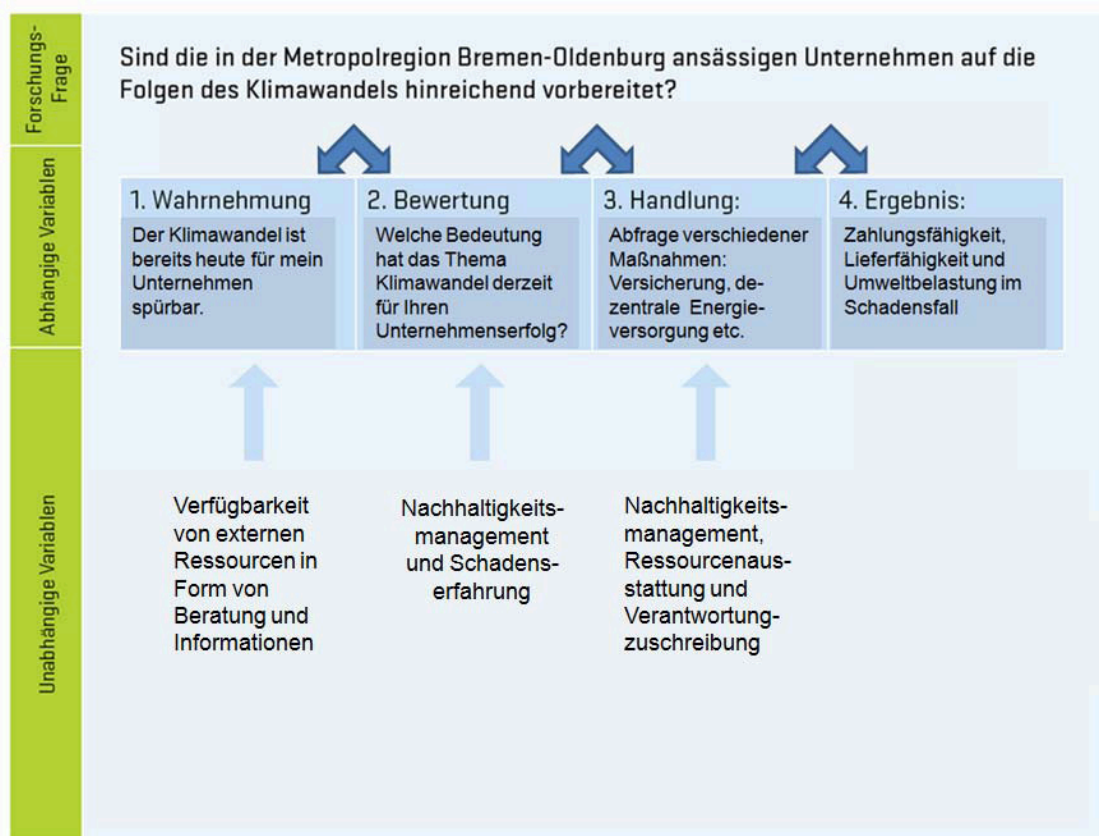 Forschungs-
Frage
Sind die in der Metropolregion Bremen-Oldenburg ansässigen Unternehmen auf die
Folgen des Klimawandels hinreichend vorbereitet?
Abhängige Variablen
1. Wahrnehmung
Der Klimawandel ist
bereits heute für mein
Unternehmen
spürbar.
2. Bewertung
Welche Bedeutung
hat das Thema
Klimawandel derzeit
für Ihren
Unternehmenserfolg?
3. Handlung:
Abfrage verschiedener
Maßnahmen:
Versicherung, de-
zentrale Energie-
versorgung etc.
4. Ergebnis:
Zahlungsfähigkeit,
Lieferfähigkeit und
Umweltbelastung im
Schadensfall
Unabhängige Variablen
Verfügbarkeit
von externen
Ressourcen in
Form von
Beratung und
Informationen
Nachhaltigkeits-
management
und Schadens-
erfahrung
Nachhaltigkeits-
management,
Ressourcenaus-
stattung und
Verantwortung-
zuschreibung